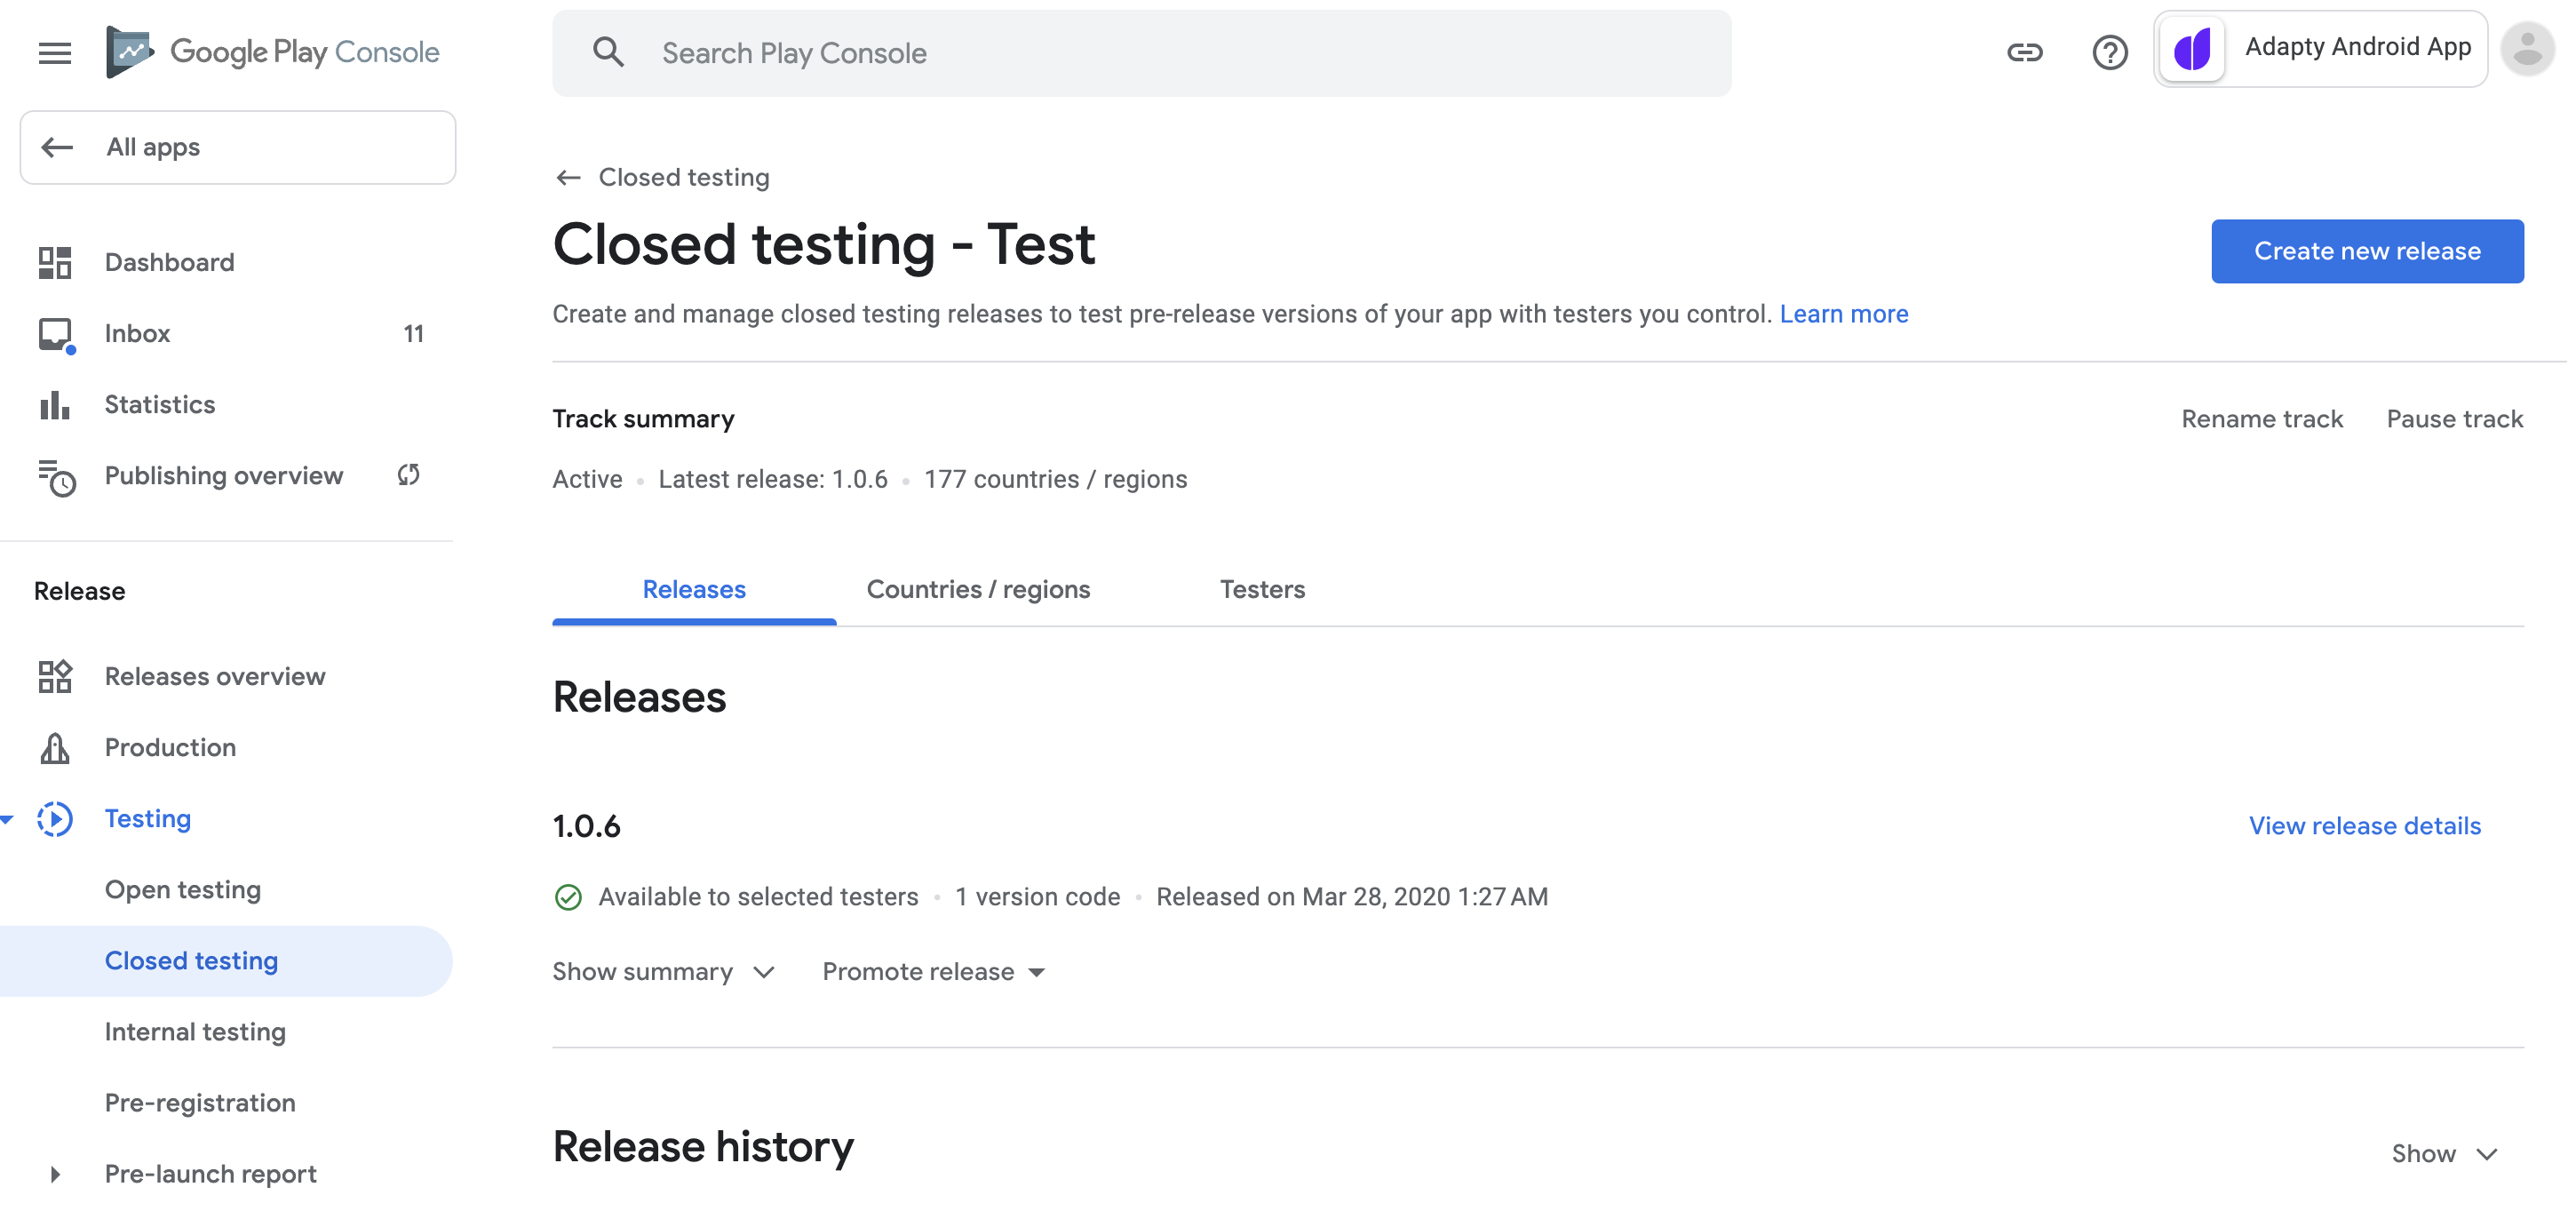 Google Play Console
Search Play Console
Adapty Android App
All apps
Dashboard
Inbox 11
Statistics
Publishing overview
Release
Releases overview
Production
Testing
Open testing
Closed testing
Internal testing
Pre-registration
Pre-launch report
Closed testing
Closed testing - Test
Create new release
Create and manage closed testing releases to test pre-release versions of your app with testers you control. Learn more
Track summary
Rename track Pause track
Active • Latest release: 1.0.6 • 177 countries / regions
Releases Countries / regions Testers
Releases
1.0.6
View release details
Available to selected testers • 1 version code • Released on Mar 28, 2020 1:27 AM
Show summary Promote release
Release history
Show